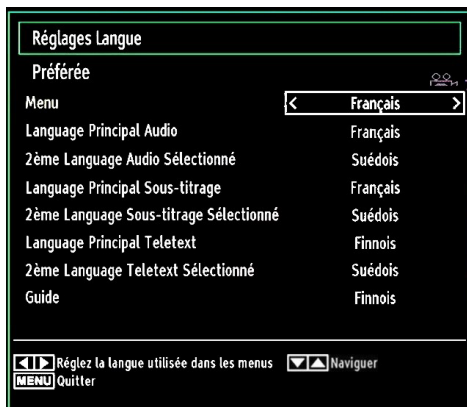 Réglages Langue
Préférée
Menu < Français >
Language Principal Audio Français
2ème Language Audio Sélectionné Suédois
Language Principal Sous-titrage Français
2ème Language Sous-titrage Sélectionné Suédois
Language Principal Teletext Finnois
2ème Language Teletext Sélectionné Suédois
Guide Finnois
Réglez la langue utilisée dans les menus Naviguer
MENU Quitter